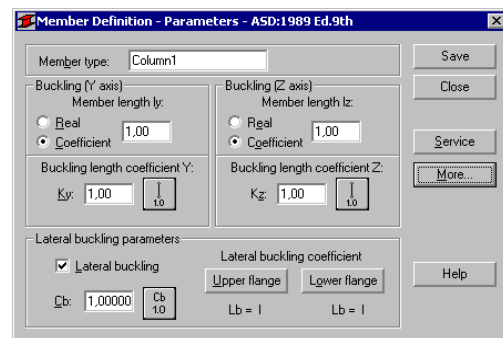 Member Definition - Parameters - ASD:1989 Ed.9th
Member type: Column1
Save
Close
Service
More...
Help
Buckling (Y axis)
Member length ly:
Real
Coefficient
1,00
Buckling length coefficient Y:
Ky: 1,00
1.0
Buckling (Z axis)
Member length lz:
Real
Coefficient
1,00
Buckling length coefficient Z:
Kz: 1,00
1.0
Lateral buckling parameters
Lateral buckling
Cb: 1,00000
Cb
1.0
Lateral buckling coefficient
Upper flange
Lower flange
Lb = l
Lb = l